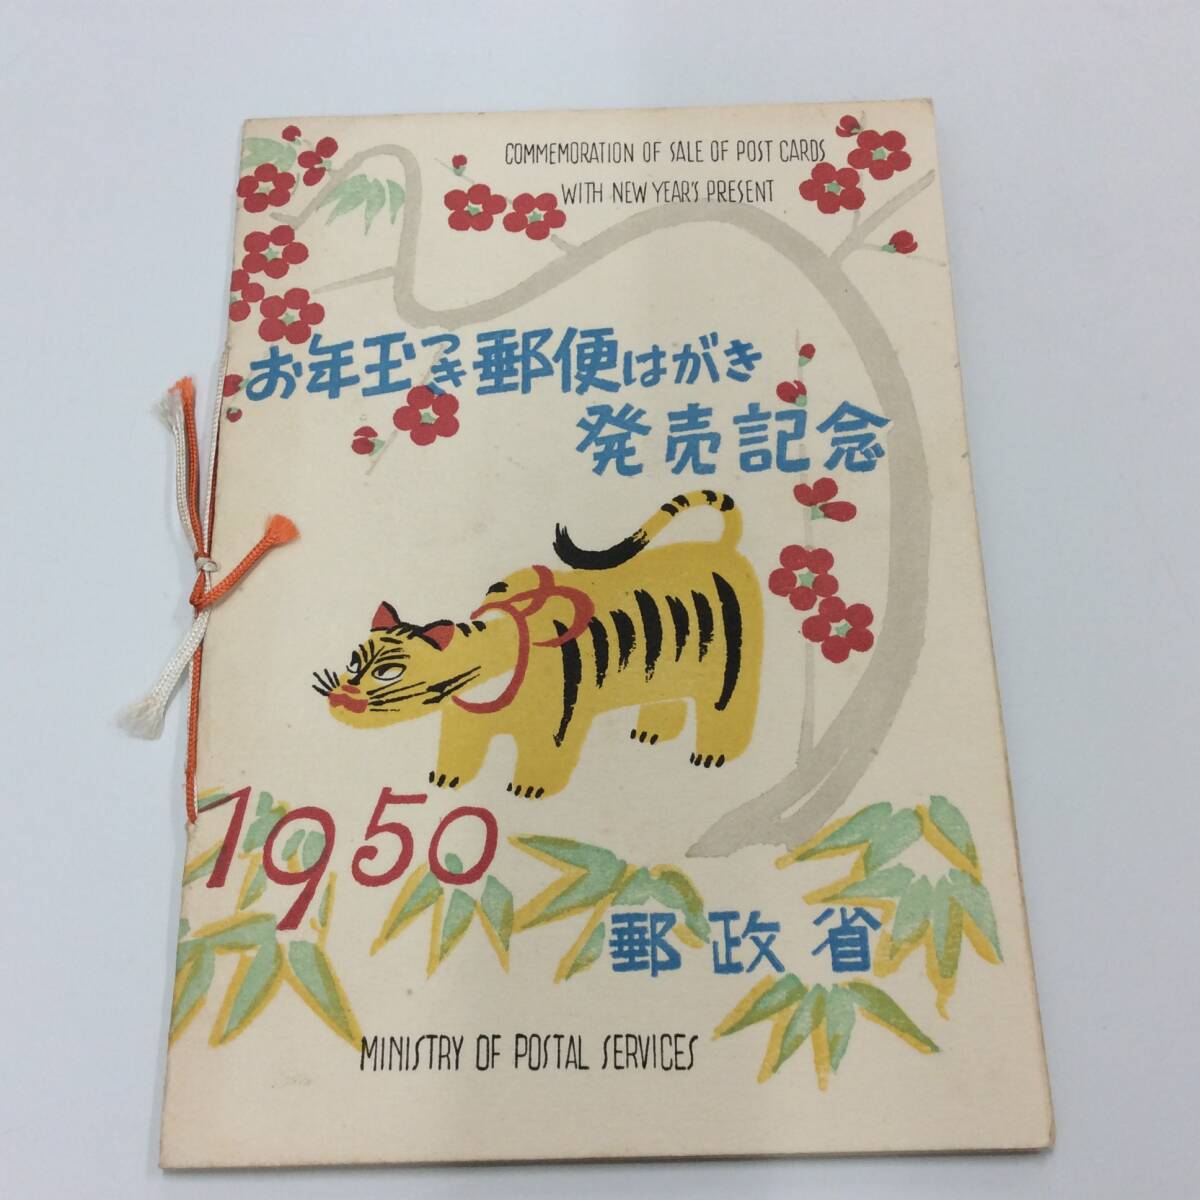 COMMEMORATION OF SALE OF POST CARDS
WITH NEW YEAR'S PRESENT
お年玉つき郵便はがき
発売記念
1950
郵政省
MINISTRY OF POSTAL SERVICES